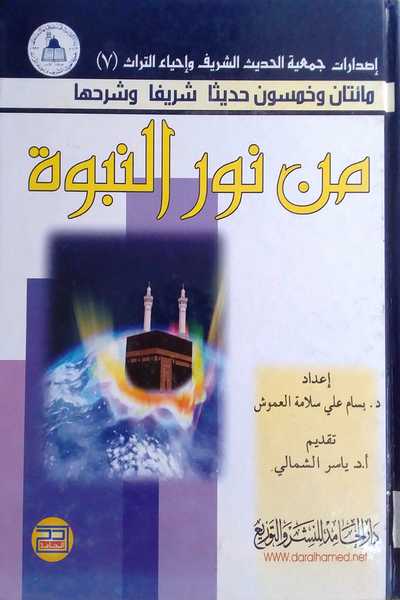 إصدارات جمعية الحديث الشريف وإحياء التراث (٧)
مائتان وخمسون حديثا شريفا وشرحها
من نور النبوة
إعداد
د. بسام علي سلامة العموش
تقديم
أ.د ياسر الشمالي
دار الحامد للنشر والتوزيع
www.daralhamed.net